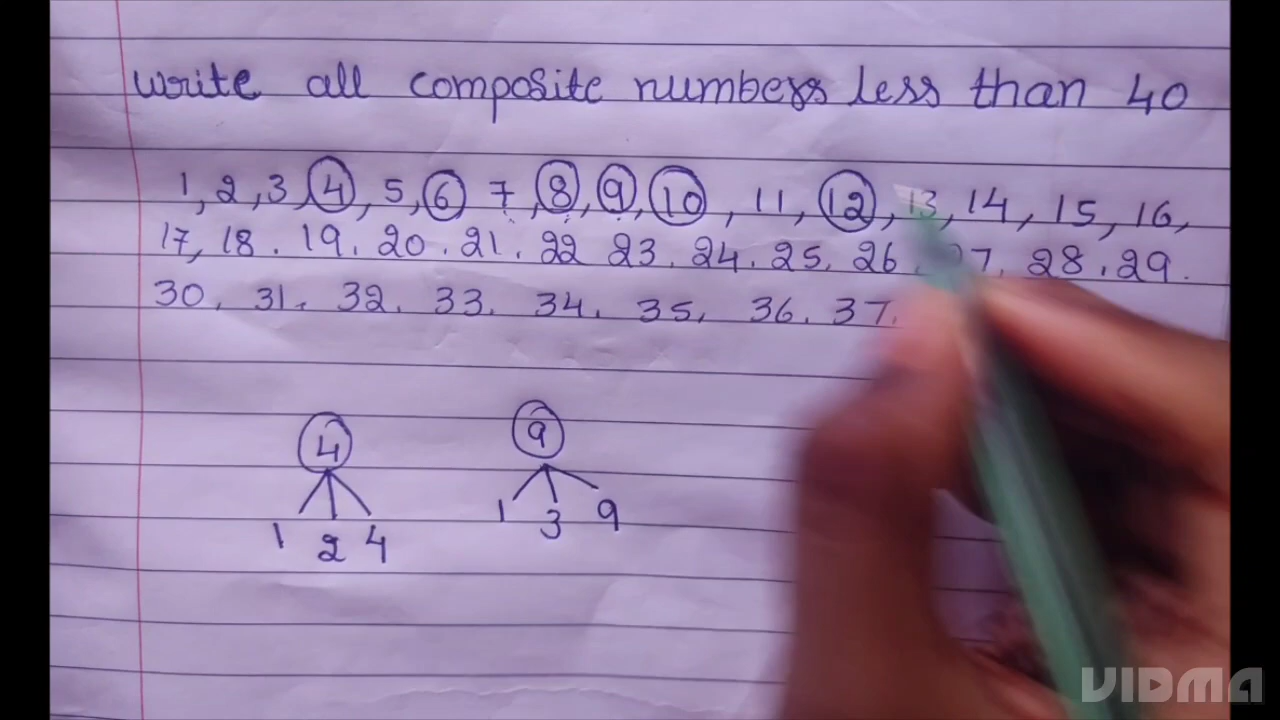 Write all composite numbers less than 40
1, 2, 3, 4, 5, 6 7, 8, 9, 10, 11, 12, 13, 14, 15, 16,
17, 18. 19. 20. 21. 22 23. 24. 25. 26. 27. 28. 29.
30. 31. 32. 33. 34. 35, 36. 37.
4 9
1 2 4 1 3 9
VIDMA